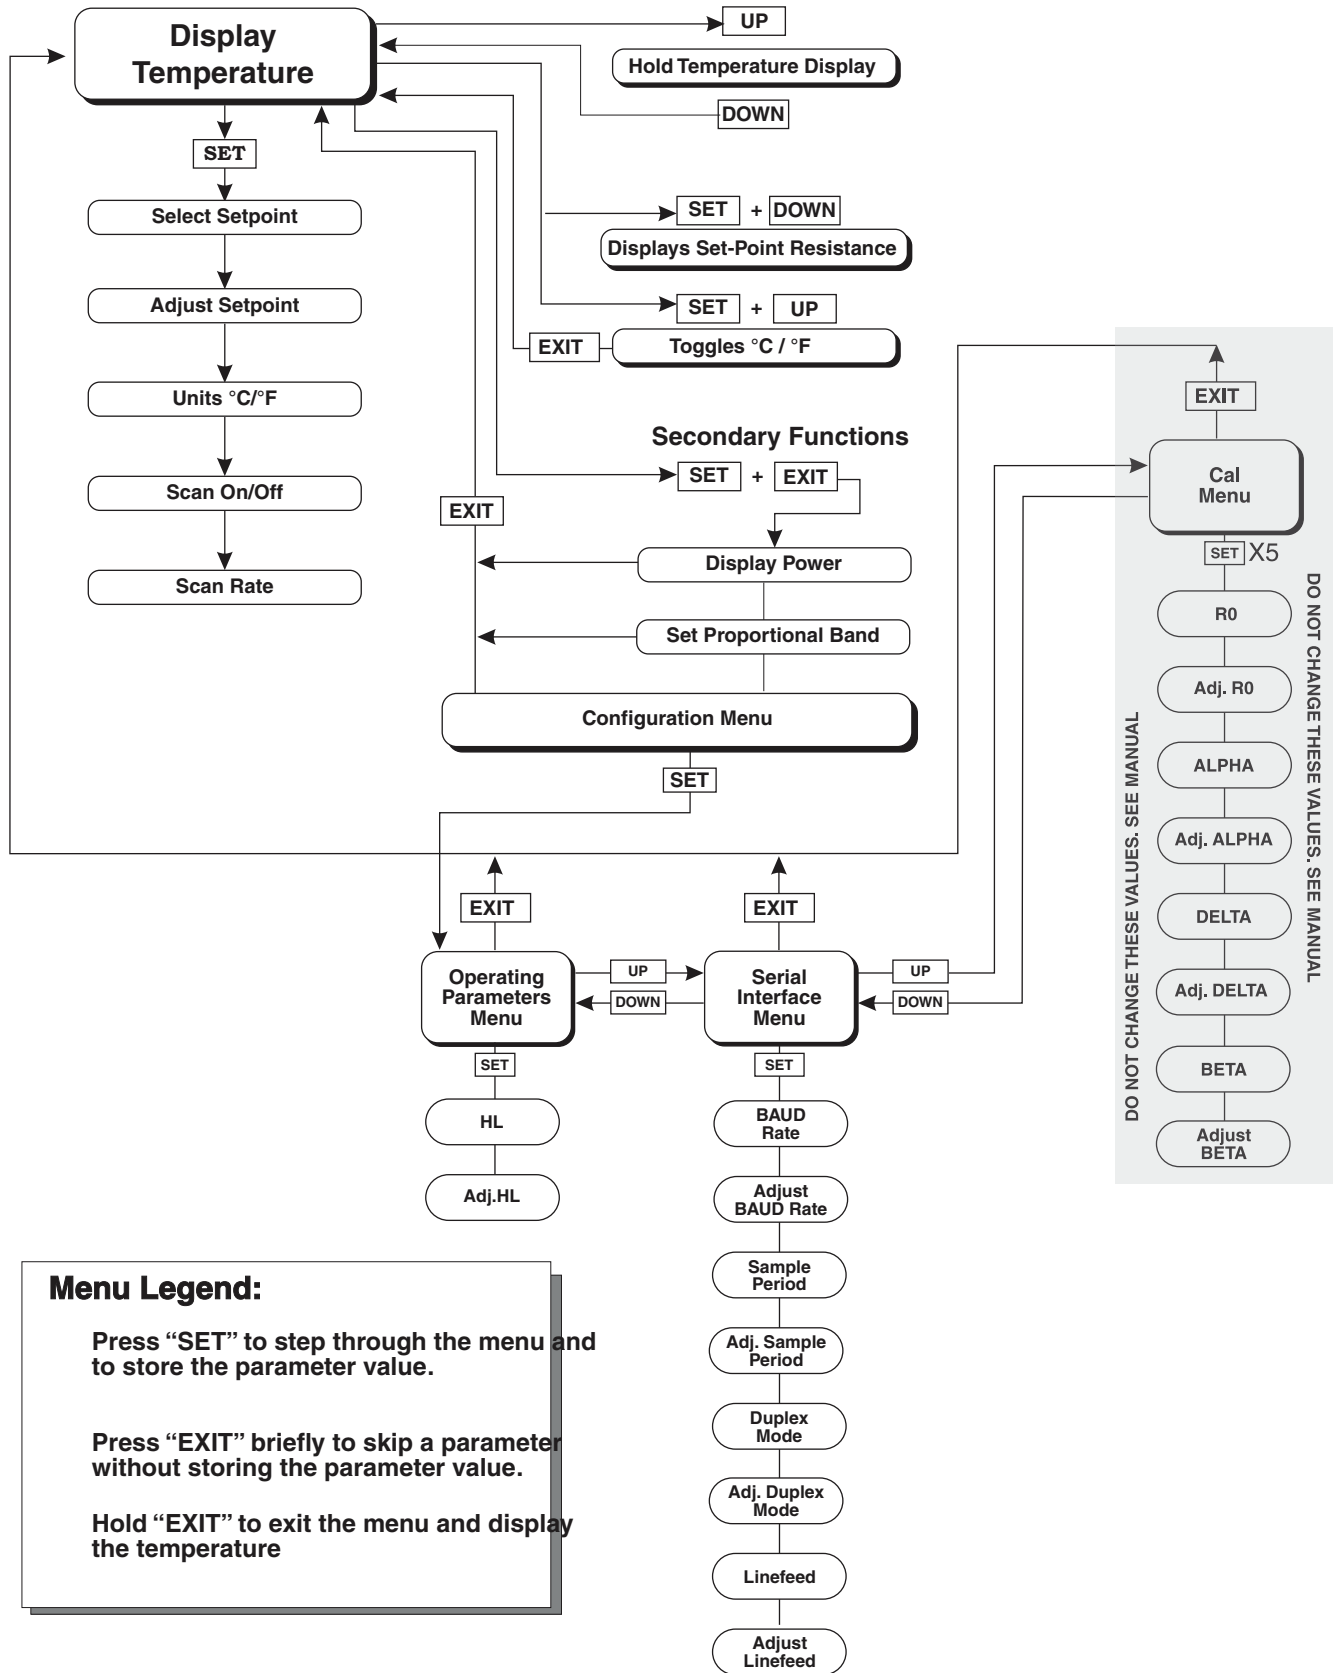 Display
Temperature
UP
Hold Temperature Display
DOWN
SET
Select Setpoint
Adjust Setpoint
Units °C/°F
Scan On/Off
Scan Rate
SET + DOWN
Displays Set-Point Resistance
SET + UP
EXIT
Toggles °C / °F
Secondary Functions
SET + EXIT
EXIT
Display Power
Set Proportional Band
Configuration Menu
SET
EXIT
Cal
Menu
SET X5
R0
Adj. R0
ALPHA
Adj. ALPHA
DELTA
Adj. DELTA
BETA
Adjust
BETA
DO NOT CHANGE THESE VALUES. SEE MANUAL
DO NOT CHANGE THESE VALUES. SEE MANUAL
EXIT
EXIT
Operating
Parameters
Menu
UP
DOWN
Serial
Interface
Menu
UP
DOWN
SET
HL
Adj.HL
SET
BAUD
Rate
Adjust
BAUD Rate
Sample
Period
Adj. Sample
Period
Duplex
Mode
Adj. Duplex
Mode
Linefeed
Adjust
Linefeed
Menu Legend:
Press “SET” to step through the menu and
to store the parameter value.
Press “EXIT” briefly to skip a parameter
without storing the parameter value.
Hold “EXIT” to exit the menu and display
the temperature